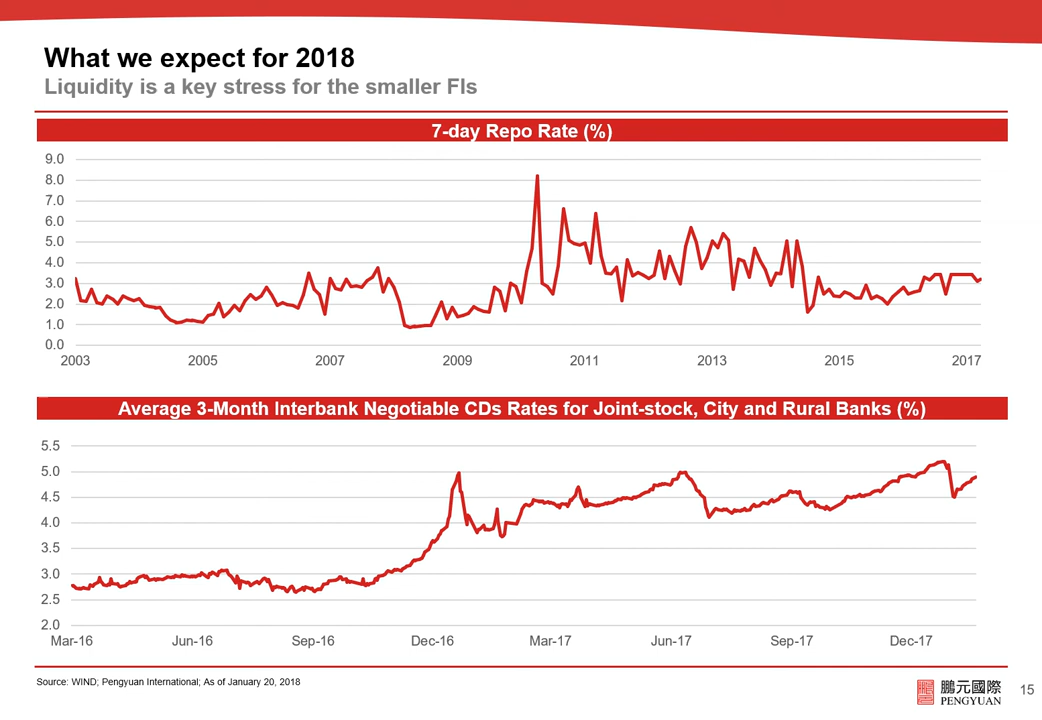 What we expect for 2018
Liquidity is a key stress for the smaller FIs
7-day Repo Rate (%)
9.0
8.0
7.0
6.0
5.0
4.0
3.0
2.0
1.0
0.0
2003 2005 2007 2009 2011 2013 2015 2017
Average 3-Month Interbank Negotiable CDs Rates for Joint-stock, City and Rural Banks (%)
5.5
5.0
4.5
4.0
3.5
3.0
2.5
2.0
Mar-16 Jun-16 Sep-16 Dec-16 Mar-17 Jun-17 Sep-17 Dec-17
Source: WIND; Pengyuan International; As of January 20, 2018
鵬元國際
PENGYUAN
15